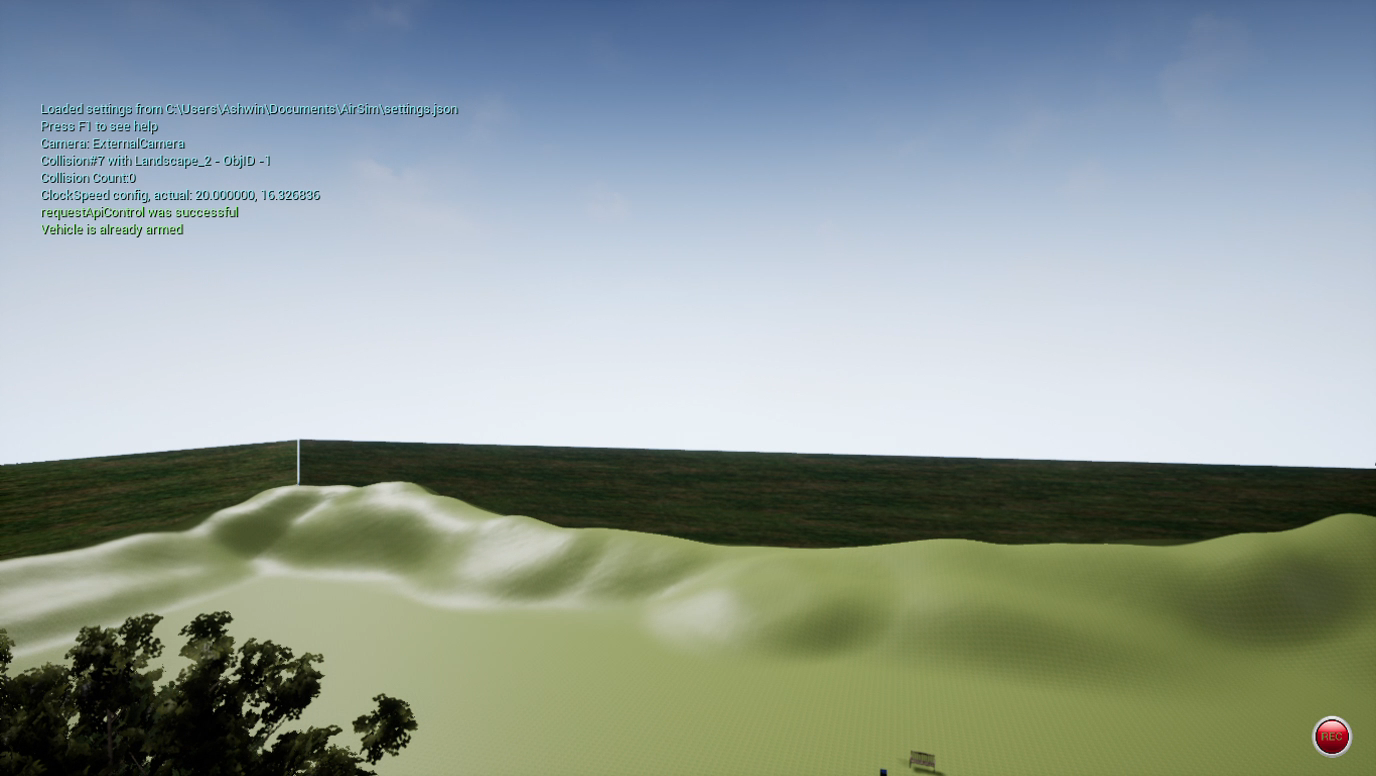 Loaded settings from C:\Users\Ashwin\Documents\AirSim\settings.json
Press F1 to see help
Camera: ExternalCamera
Collision#7 with Landscape_2 - ObjID -1
Collision Count:0
ClockSpeed config, actual: 20.000000, 16.326836
requestApiControl was successful
Vehicle is already armed
REC